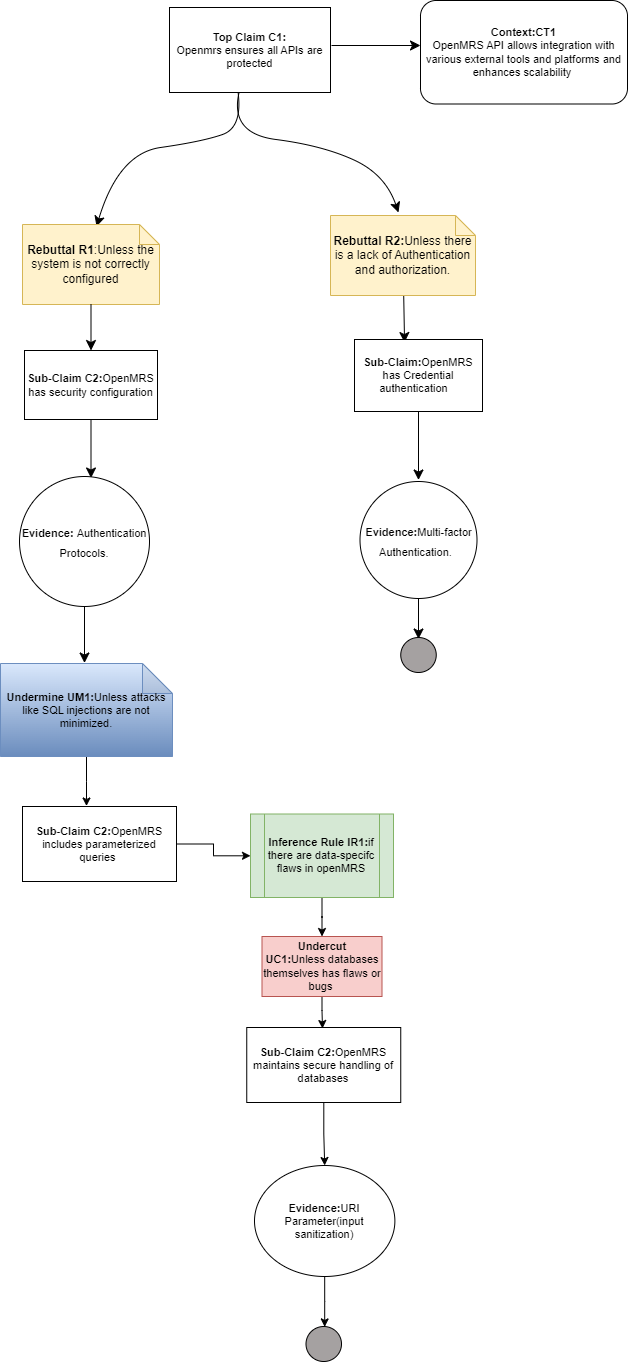 Top Claim C1:
Openmrs ensures all APIs are
protected
Context:CT1
OpenMRS API allows integration with
various external tools and platforms and
enhances scalability
Rebuttal R1:Unless the
system is not correctly
configured
Rebuttal R2:Unless there
is a lack of Authentication
and authorization.
Sub-Claim C2:OpenMRS
has security configuration
Sub-Claim:OpenMRS
has Credential
authentication
Evidence: Authentication
Protocols.
Evidence:Multi-factor
Authentication.
Undermine UM1:Unless attacks
like SQL injections are not
minimized.
Sub-Claim C2:OpenMRS
includes parameterized
queries
Inference Rule IR1:if
there are data-specifc
flaws in openMRS
Undercut
UC1:Unless databases
themselves has flaws or
bugs
Sub-Claim C2:OpenMRS
maintains secure handling of
databases
Evidence:URI
Parameter(input
sanitization)